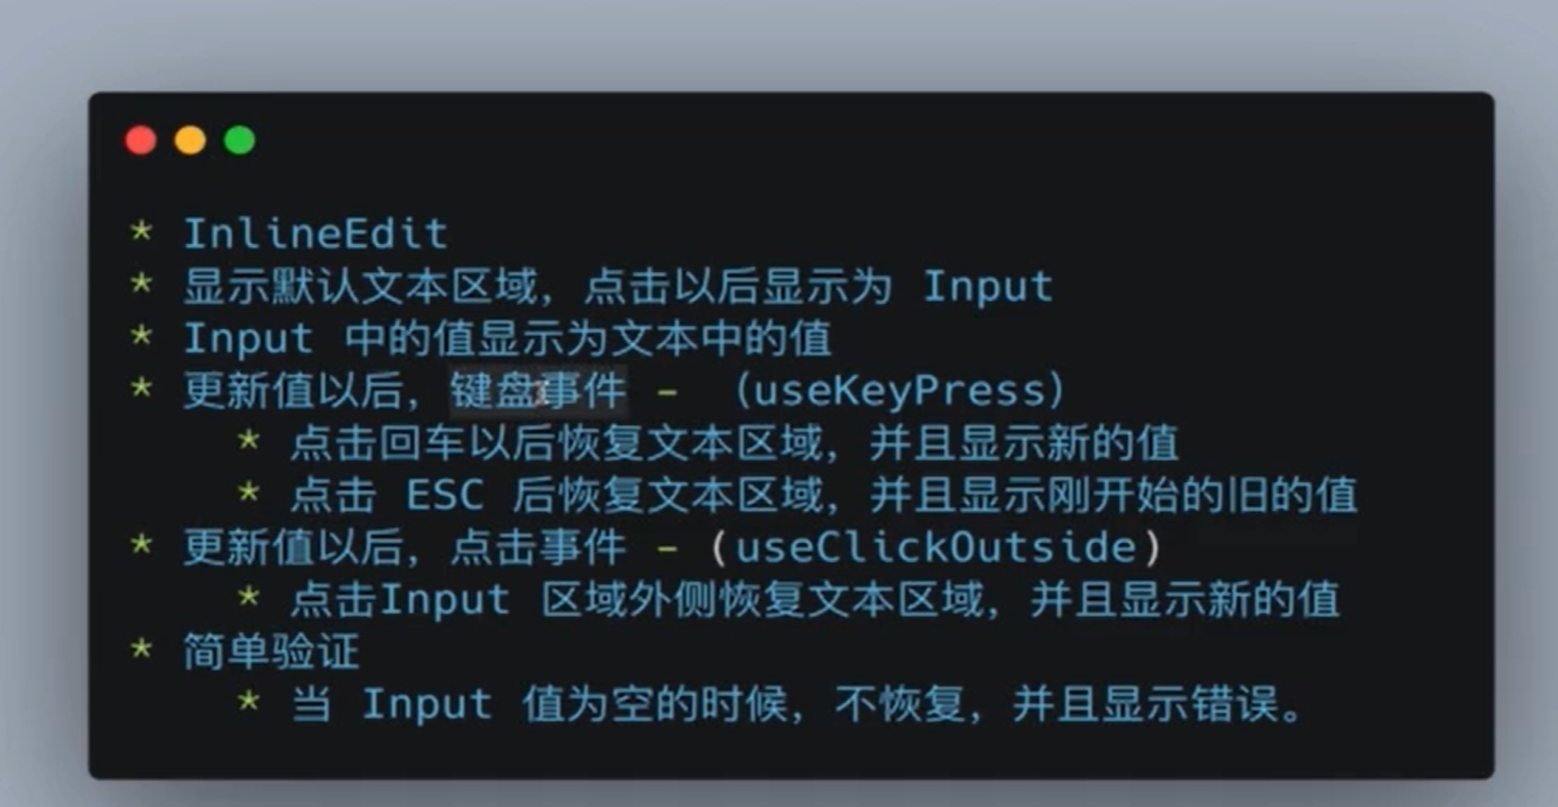 * InlineEdit
* 显示默认文本区域，点击以后显示为 Input
* Input 中的值显示为文本中的值
* 更新值以后，键盘事件 - （useKeyPress）
* 点击回车以后恢复文本区域，并且显示新的值
* 点击 ESC 后恢复文本区域，并且显示刚开始的旧的值
* 更新值以后，点击事件 - (useClickOutside)
* 点击Input 区域外侧恢复文本区域，并且显示新的值
* 简单验证
* 当 Input 值为空的时候，不恢复，并且显示错误。